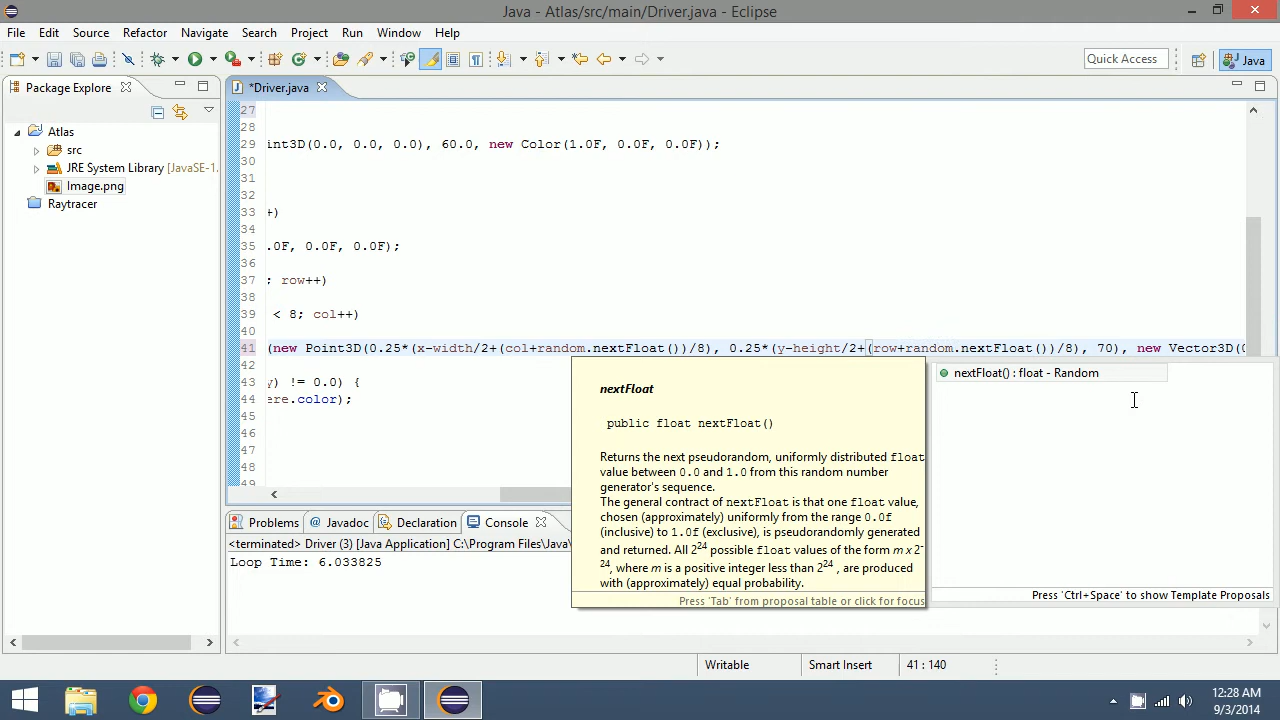 Java - Atlas/src/main/Driver.java - Eclipse
File Edit Source Refactor Navigate Search Project Run Window Help
Quick Access
Java
Package Explorer
*Driver.java
Atlas
src
JRE System Library [JavaSE-1.
Image.png
Raytracer
27
28
29 int3D(0.0, 0.0, 0.0), 60.0, new Color(1.0F, 0.0F, 0.0F));
30
31
32
33 +)
34
35 .0F, 0.0F, 0.0F);
36
37 ; row++)
38
39 < 8; col++)
40
41 (new Point3D(0.25*(x-width/2+(col+random.nextFloat())/8), 0.25*(y-height/2+(row+random.nextFloat())/8), 70), new Vector3D(0
42
43 y) != 0.0) {
44 ere.color);
45
46
47
48
49
nextFloat
public float nextFloat()
Returns the next pseudorandom, uniformly distributed float
value between 0.0 and 1.0 from this random number
generator's sequence.
The general contract of nextFloat is that one float value,
chosen (approximately) uniformly from the range 0.0f
(inclusive) to 1.0f (exclusive), is pseudorandomly generated
and returned. All 2^24 possible float values of the form m x 2-
24, where m is a positive integer less than 2^24 , are produced
with (approximately) equal probability.
Press 'Tab' from proposal table or click for focus
nextFloat() : float - Random
Press 'Ctrl+Space' to show Template Proposals
Problems @ Javadoc Declaration Console
<terminated> Driver (3) [Java Application] C:\Program Files\Java\
Loop Time: 6.033825
Writable Smart Insert 41 : 140
12:28 AM
9/3/2014